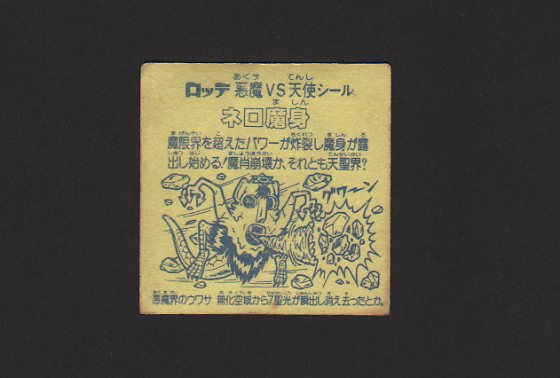 ロッテ 悪魔VS天使シール
ネロ魔身
魔限界を超えたパワーが炸裂し魔身が露
出し始める!魔肖崩壊か、それとも天聖界?
グワーン
悪魔界のウワサ 無化空域から7聖光が瞬出し消え去ったとか。